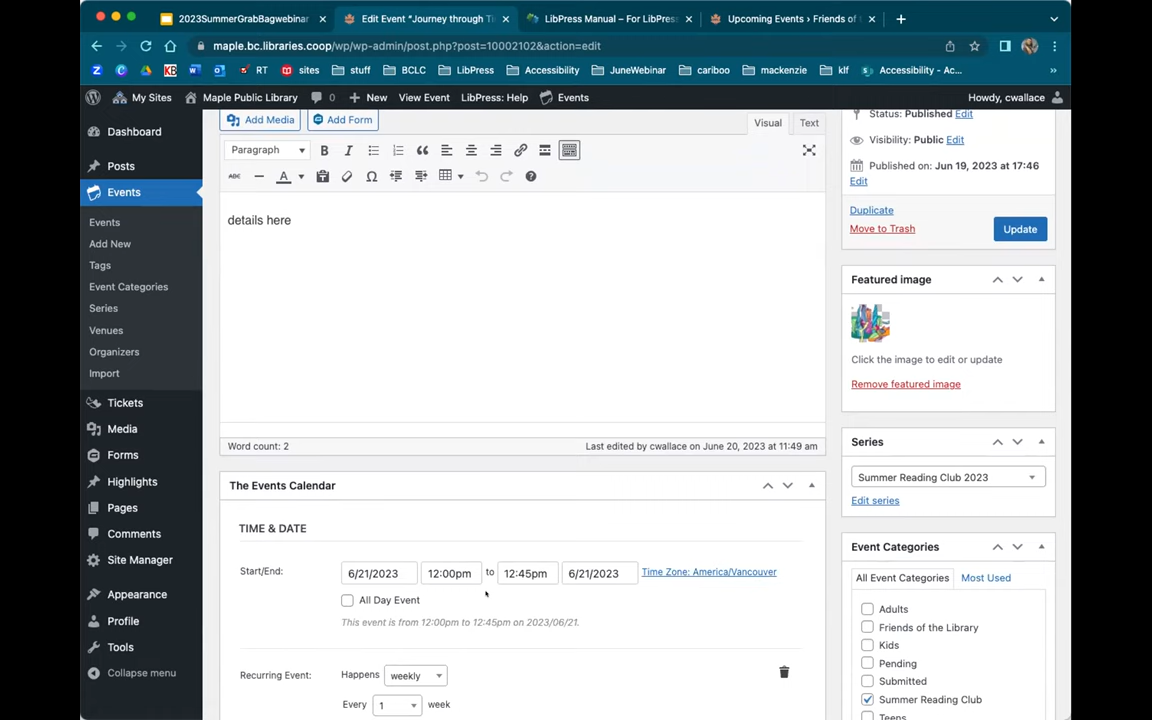 2023SummerGrabBagwebinar
Edit Event “Journey through Ti
LibPress Manual – For LibPress
Upcoming Events › Friends of
maple.bc.libraries.coop/wp/wp-admin/post.php?post=10002102&action=edit
RT sites stuff BCLC LibPress Accessibility JuneWebinar cariboo mackenzie klf Accessibility - Ac...
My Sites Maple Public Library 0 New View Event LibPress: Help Events Howdy, cwallace
Dashboard
Posts
Events
Events
Add New
Tags
Event Categories
Series
Venues
Organizers
Import
Tickets
Media
Forms
Highlights
Pages
Comments
Site Manager
Appearance
Profile
Tools
Collapse menu
Add Media Add Form Visual Text
Paragraph
details here
Word count: 2 Last edited by cwallace on June 20, 2023 at 11:49 am
The Events Calendar
TIME & DATE
Start/End: 6/21/2023 12:00pm to 12:45pm 6/21/2023 Time Zone: America/Vancouver
All Day Event
This event is from 12:00pm to 12:45pm on 2023/06/21.
Recurring Event: Happens weekly
Every 1 week
Status: Published Edit
Visibility: Public Edit
Published on: Jun 19, 2023 at 17:46
Edit
Duplicate
Move to Trash
Update
Featured image
Click the image to edit or update
Remove featured image
Series
Summer Reading Club 2023
Edit series
Event Categories
All Event Categories Most Used
Adults
Friends of the Library
Kids
Pending
Submitted
Summer Reading Club
Teens